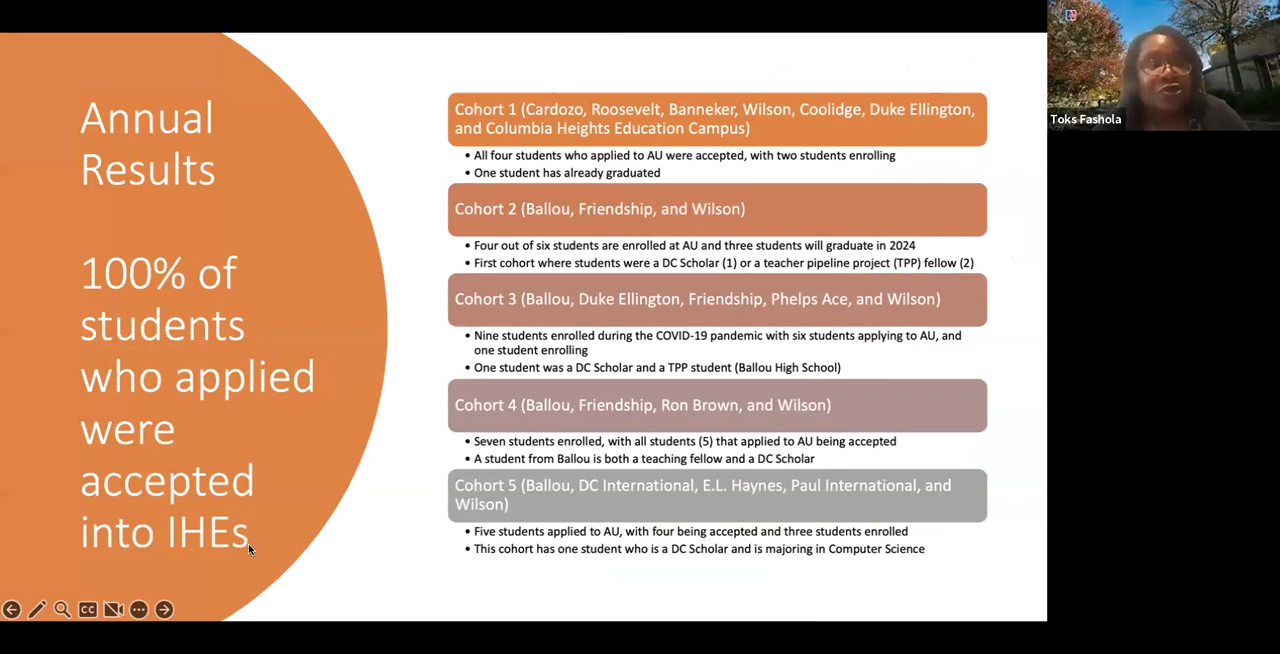 Annual
Results
100% of
students
who applied
were
accepted
into IHEs
Cohort 1 (Cardozo, Roosevelt, Banneker, Wilson, Coolidge, Duke Ellington,
and Columbia Heights Education Campus)
• All four students who applied to AU were accepted, with two students enrolling
• One student has already graduated
Cohort 2 (Ballou, Friendship, and Wilson)
• Four out of six students are enrolled at AU and three students will graduate in 2024
• First cohort where students were a DC Scholar (1) or a teacher pipeline project (TPP) fellow (2)
Cohort 3 (Ballou, Duke Ellington, Friendship, Phelps Ace, and Wilson)
• Nine students enrolled during the COVID-19 pandemic with six students applying to AU, and
one student enrolling
• One student was a DC Scholar and a TPP student (Ballou High School)
Cohort 4 (Ballou, Friendship, Ron Brown, and Wilson)
• Seven students enrolled, with all students (5) that applied to AU being accepted
• A student from Ballou is both a teaching fellow and a DC Scholar
Cohort 5 (Ballou, DC International, E.L. Haynes, Paul International, and
Wilson)
• Five students applied to AU, with four being accepted and three students enrolled
• This cohort has one student who is a DC Scholar and is majoring in Computer Science
CC
Toks Fashola